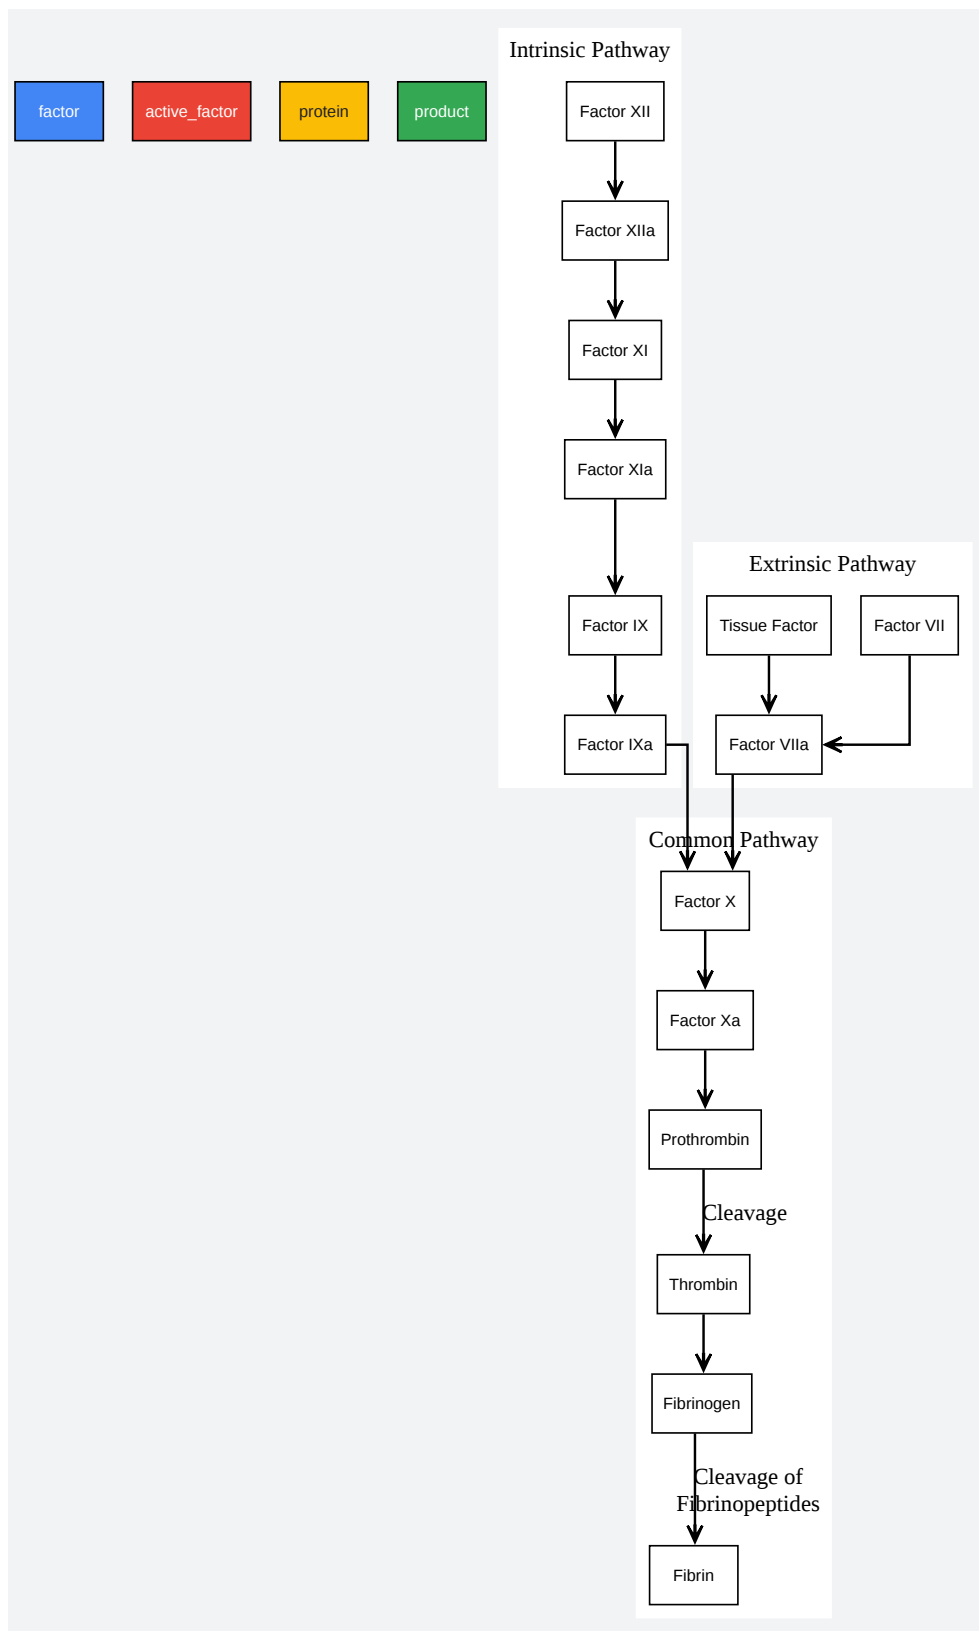 Intrinsic Pathway
factor
active_factor
protein
product
Factor XII
Factor XIIa
Factor XI
Factor XIa
Extrinsic Pathway
Factor IX
Tissue Factor
Factor VII
Factor IXa
Factor VIIa
Common Pathway
Factor X
Factor Xa
Prothrombin
Cleavage
Thrombin
Fibrinogen
Cleavage of
Fibrinopeptides
Fibrin